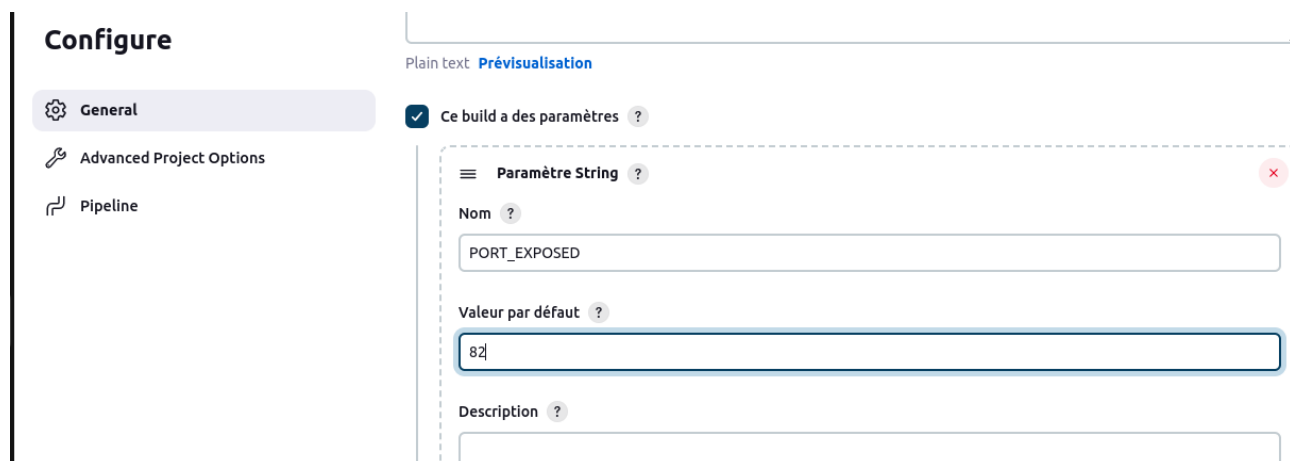 Configure
General
Advanced Project Options
Pipeline
Plain text Prévisualisation
Ce build a des paramètres ?
Paramètre String ?
Nom ?
PORT_EXPOSED
Valeur par défaut ?
82
Description ?